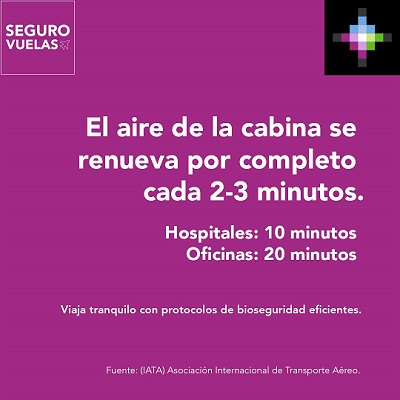 SEGURO
VUELAS
El aire de la cabina se
renueva por completo
cada 2-3 minutos.
Hospitales: 10 minutos
Oficinas: 20 minutos
Viaja tranquilo con protocolos de bioseguridad eficientes.
Fuente: (IATA) Asociación Internacional de Transporte Aéreo.